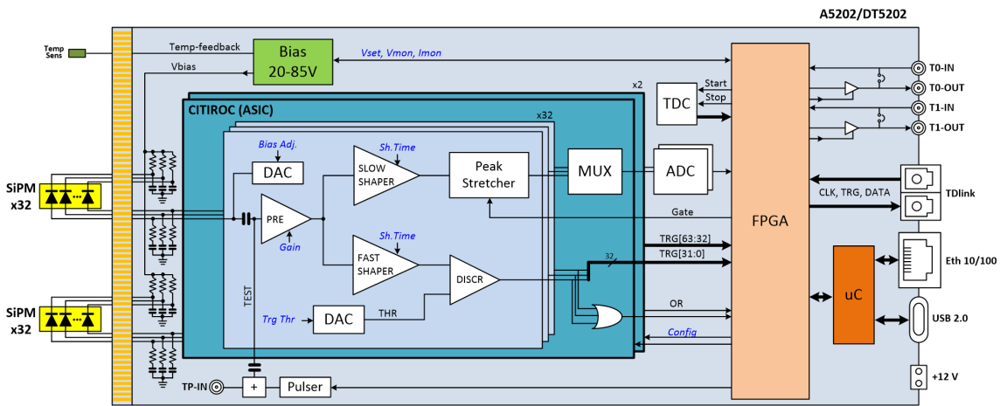 A5202/DT5202
Temp
Sens
Temp-feedback
Vbias
Bias
20-85V
Vset, Vmon, Imon
x2
CITIROC (ASIC)
x32
Bias Adj.
DAC
Sh.Time
SLOW
SHAPER
Peak
Stretcher
MUX
ADC
TDC
Start
Stop
FPGA
T0-IN
T0-OUT
T1-IN
T1-OUT
SiPM
x32
PRE
Gain
Gate
CLK, TRG, DATA
TDlink
Sh.Time
FAST
SHAPER
DISCR
TRG[63:32]
TRG[31:0]
32
Eth 10/100
uC
TEST
SiPM
x32
Trg Thr
DAC
THR
OR
Config
USB 2.0
TP-IN
+
Pulser
+12 V